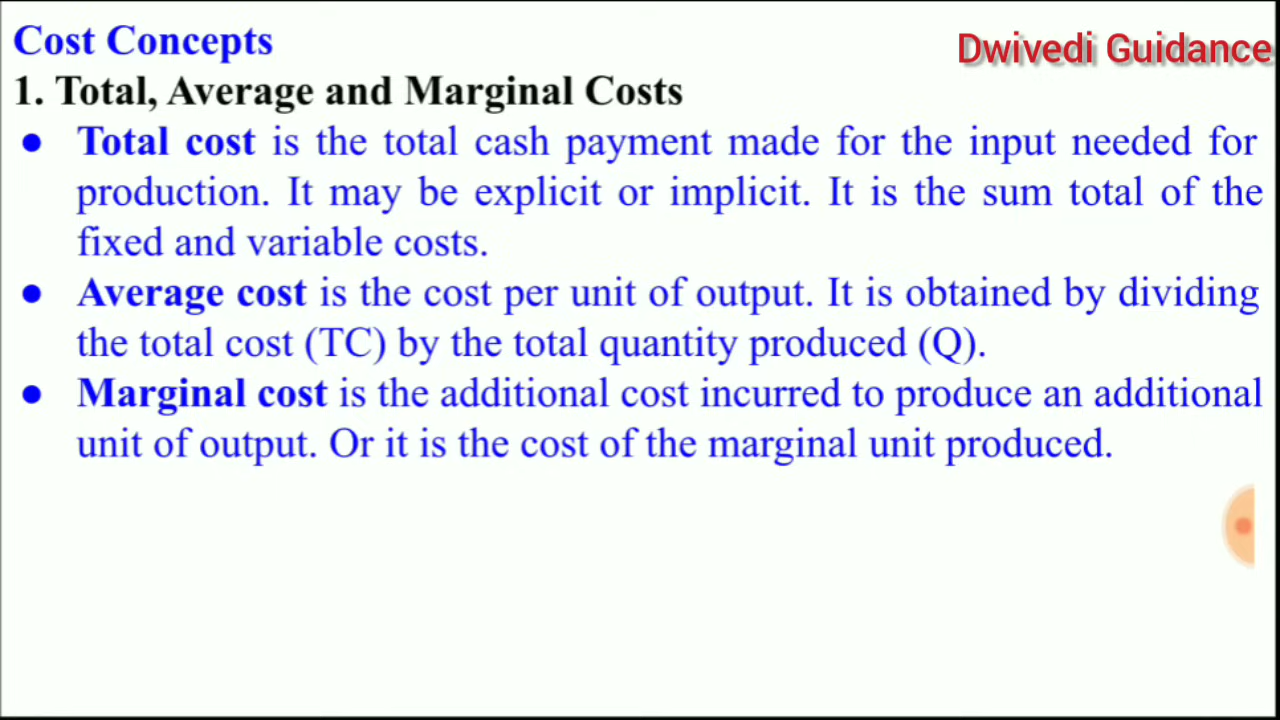 Cost Concepts
Dwivedi Guidance
1. Total, Average and Marginal Costs
● Total cost is the total cash payment made for the input needed for
production. It may be explicit or implicit. It is the sum total of the
fixed and variable costs.
● Average cost is the cost per unit of output. It is obtained by dividing
the total cost (TC) by the total quantity produced (Q).
● Marginal cost is the additional cost incurred to produce an additional
unit of output. Or it is the cost of the marginal unit produced.